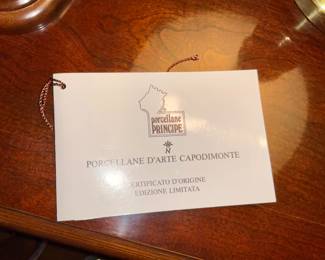 porcellane
PRINCIPE
N
PORCELLANE D'ARTE CAPODIMONTE
CERTIFICATO D'ORIGINE
EDIZIONE LIMITATA